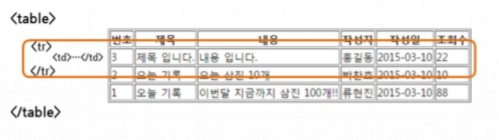 <table>
번호 제목 내용 작성자 작성일 조회수
<tr>
<td>…</td> 3 제목 입니다. 내용 입니다. 홍길동 2015-03-10 22
</tr>
2 오늘 기록 오늘 삼진 10개 박찬호 2015-03-10 10
1 오늘 기록 이번달 지금까지 삼진 100개!! 류현진 2015-03-10 88
</table>